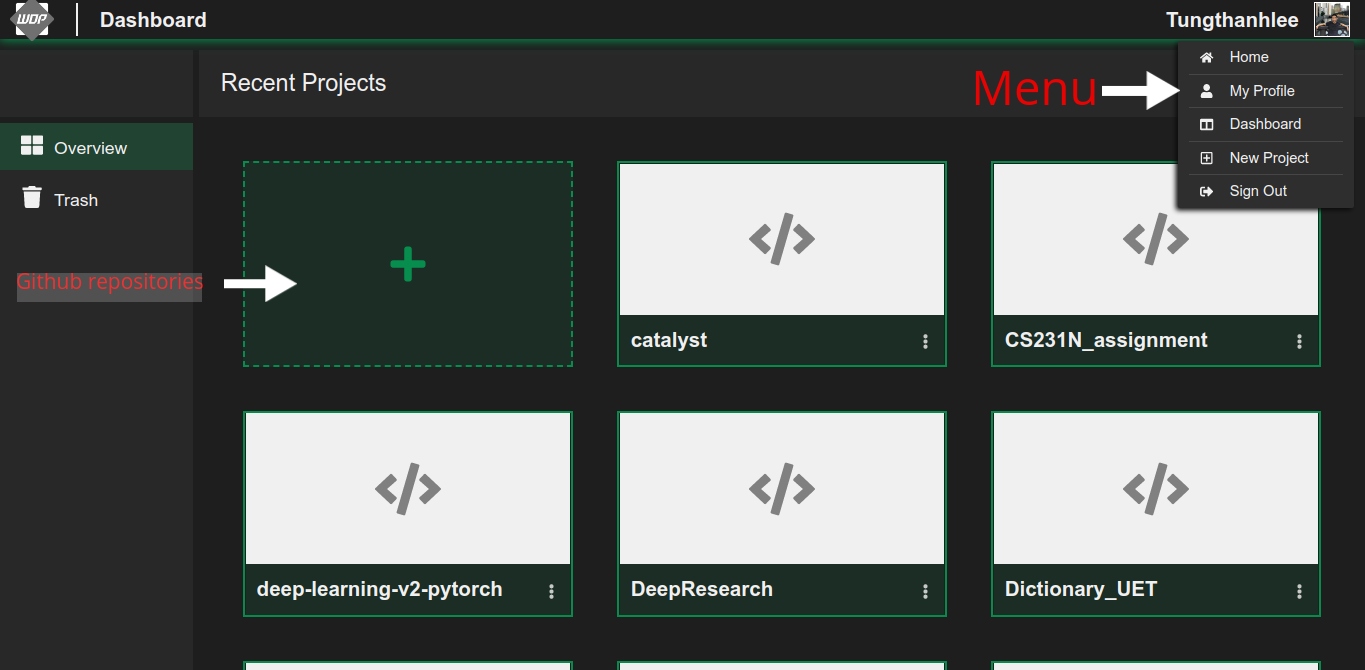 WDP
Dashboard
Tungthanhlee
Home
My Profile
Dashboard
New Project
Sign Out
Menu
Recent Projects
Overview
Trash
Github repositories
catalyst
CS231N_assignment
deep-learning-v2-pytorch
DeepResearch
Dictionary_UET